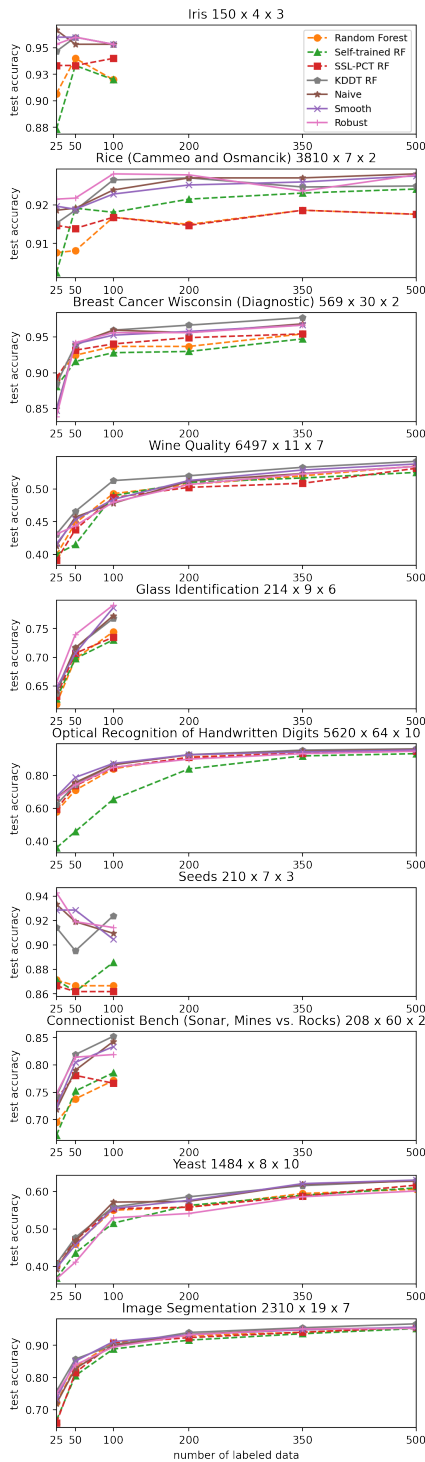 Iris 150 x 4 x 3
test accuracy
0.95
0.93
0.90
0.88
Random Forest
Self-trained RF
SSL-PCT RF
KDDT RF
Naive
Smooth
Robust
25 50 100 200 350 500
Rice (Cammeo and Osmancik) 3810 x 7 x 2
test accuracy
0.92
0.91
25 50 100 200 350 500
Breast Cancer Wisconsin (Diagnostic) 569 x 30 x 2
test accuracy
0.95
0.90
0.85
25 50 100 200 350 500
Wine Quality 6497 x 11 x 7
test accuracy
0.50
0.45
0.40
25 50 100 200 350 500
Glass Identification 214 x 9 x 6
test accuracy
0.75
0.70
0.65
25 50 100 200 350 500
Optical Recognition of Handwritten Digits 5620 x 64 x 10
test accuracy
0.80
0.60
0.40
25 50 100 200 350 500
Seeds 210 x 7 x 3
test accuracy
0.94
0.92
0.90
0.88
0.86
25 50 100 200 350 500
Connectionist Bench (Sonar, Mines vs. Rocks) 208 x 60 x 2
test accuracy
0.85
0.80
0.75
0.70
25 50 100 200 350 500
Yeast 1484 x 8 x 10
test accuracy
0.60
0.50
0.40
25 50 100 200 350 500
Image Segmentation 2310 x 19 x 7
test accuracy
0.90
0.80
0.70
25 50 100 200 350 500
number of labeled data